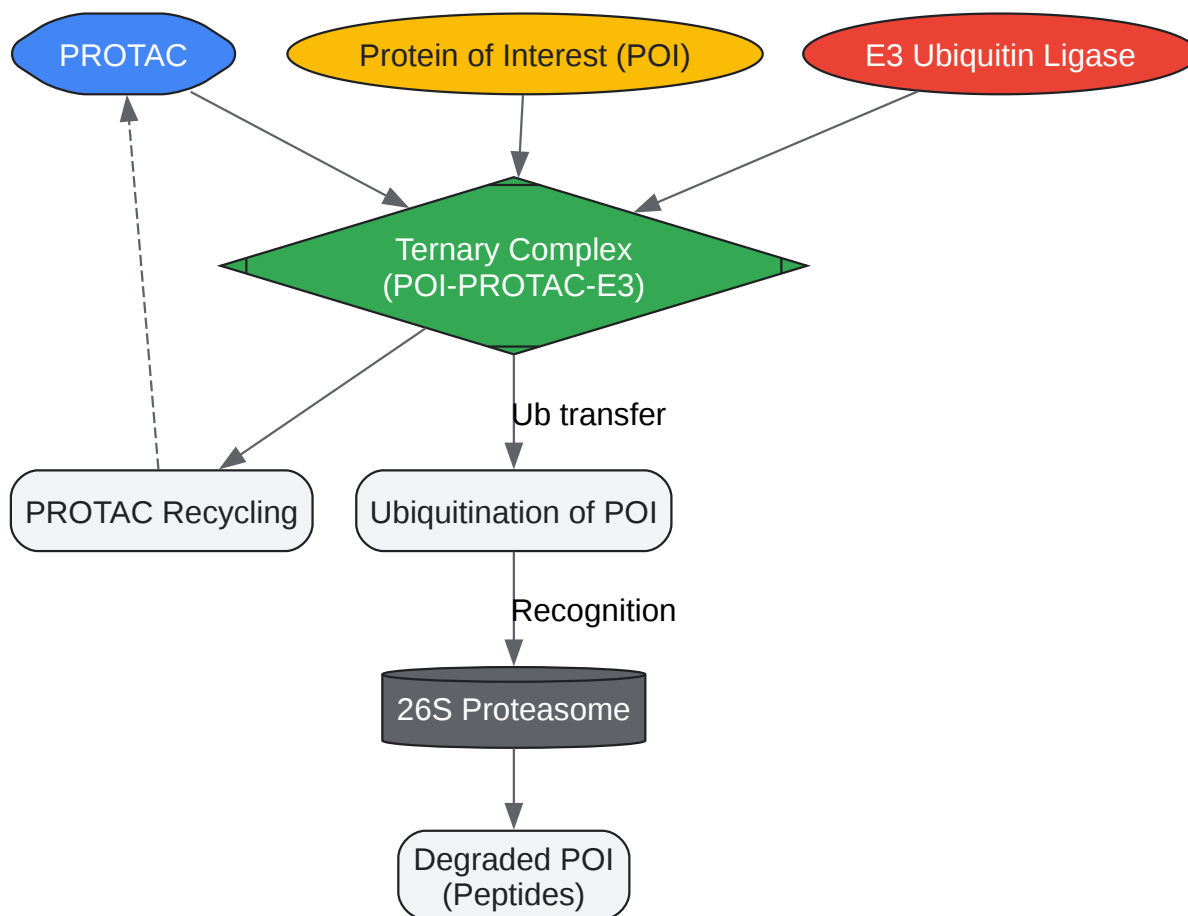 PROTAC
Protein of Interest (POI)
E3 Ubiquitin Ligase
Ternary Complex
(POI-PROTAC-E3)
Ub transfer
PROTAC Recycling
Ubiquitination of POI
Recognition
26S Proteasome
Degraded POI
(Peptides)